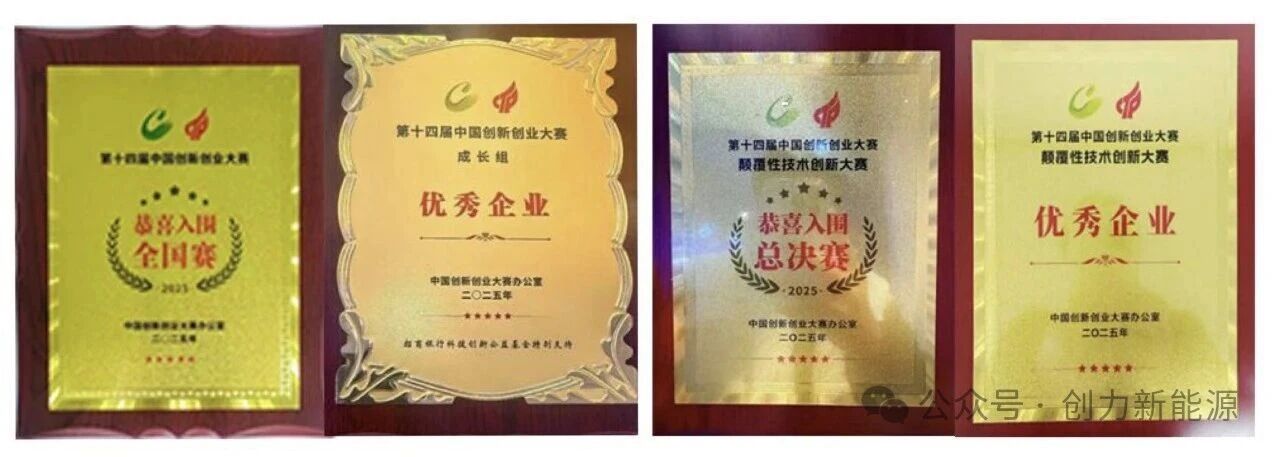 第十四届中国创新创业大赛
恭喜入围
全国赛
·2025·
中国创新创业大赛办公室
二〇二五年
第十四届中国创新创业大赛
成长组
优秀企业
中国创新创业大赛办公室
二〇二五年
招商银行科技创新公益基金特别支持
第十四届中国创新创业大赛
颠覆性技术创新大赛
恭喜入围
总决赛
·2025·
中国创新创业大赛办公室
二〇二五年
第十四届中国创新创业大赛
颠覆性技术创新大赛
优秀企业
中国创新创业大赛办公室
二〇二五年
公众号·创力新能源